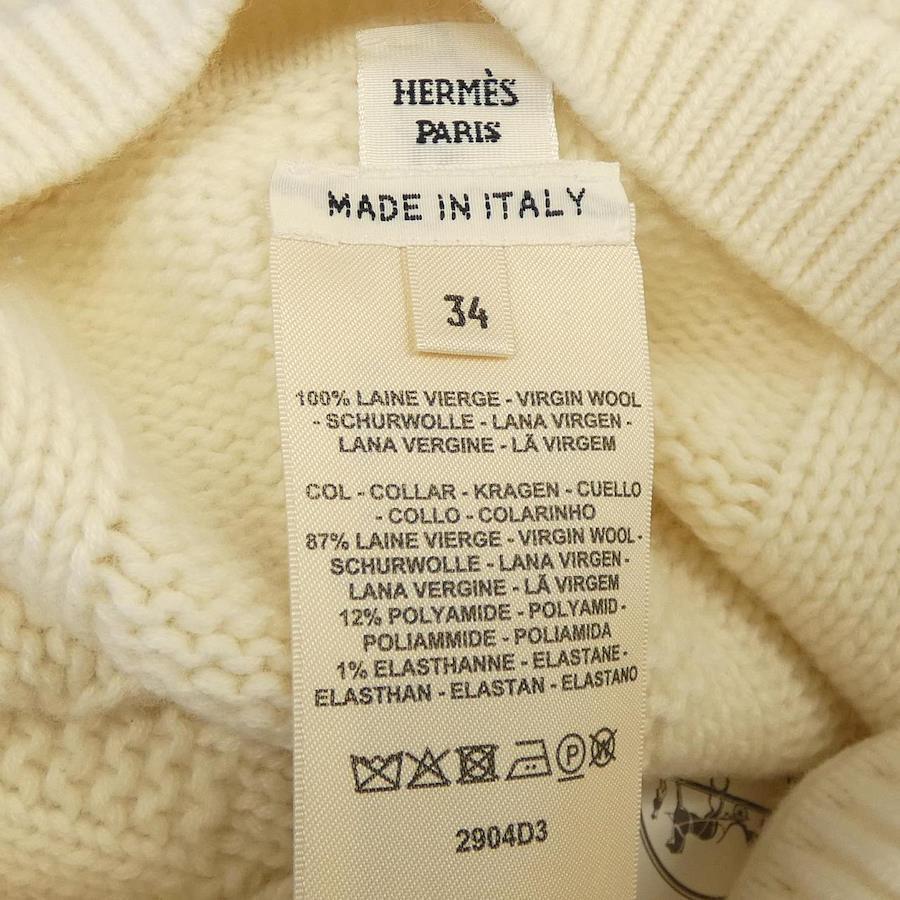 HERMÈS
PARIS
MADE IN ITALY
34
100% LAINE VIERGE - VIRGIN WOOL
- SCHURWOLLE - LANA VIRGEN -
LANA VERGINE - LÃ VIRGEM
COL - COLLAR - KRAGEN - CUELLO
- COLLO - COLARINHO
87% LAINE VIERGE - VIRGIN WOOL -
SCHURWOLLE - LANA VIRGEN -
LANA VERGINE - LÃ VIRGEM
12% POLYAMIDE - POLYAMID -
POLIAMMIDE - POLIAMIDA
1% ELASTHANNE - ELASTANE -
ELASTHAN - ELASTAN - ELASTANO
P W
2904D3